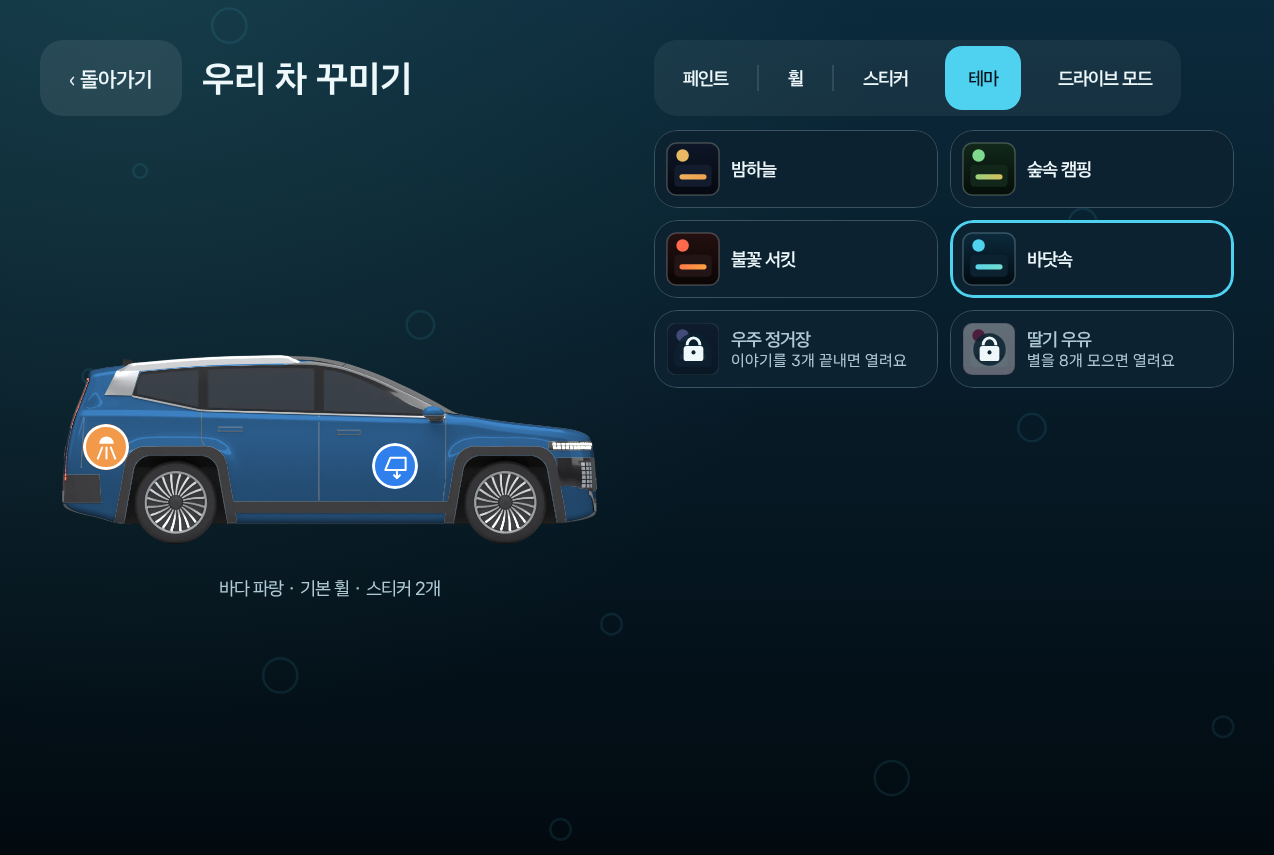 ‹ 돌아가기
우리 차 꾸미기
페인트
휠
스티커
테마
드라이브 모드
밤하늘
숲속 캠핑
불꽃 서킷
바닷속
우주 정거장
이야기를 3개 끝내면 열려요
딸기 우유
별을 8개 모으면 열려요
바다 파랑 · 기본 휠 · 스티커 2개